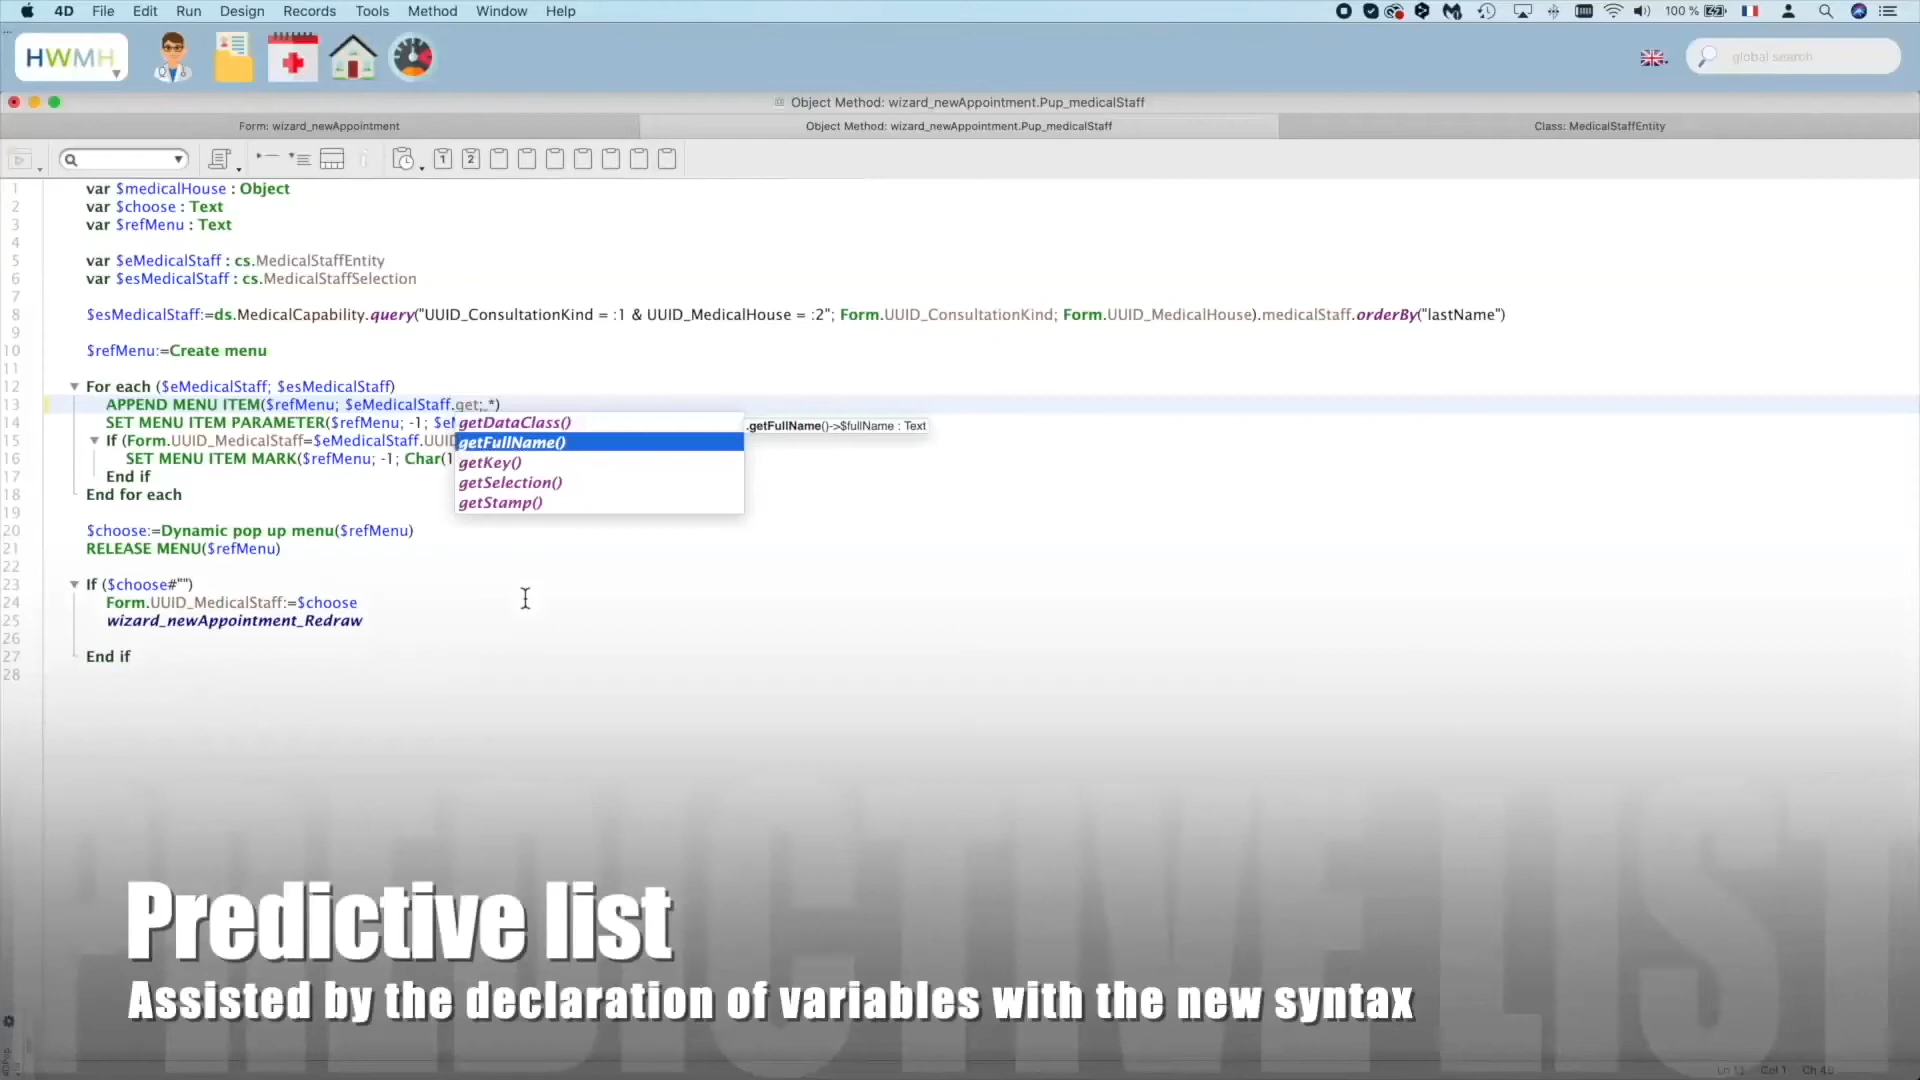 4D File Edit Run Design Records Tools Method Window Help
100 %
HWMH
global search
Object Method: wizard_newAppointment.Pup_medicalStaff
Form: wizard_newAppointment
Object Method: wizard_newAppointment.Pup_medicalStaff
Class: MedicalStaffEntity
1 2
1 var $medicalHouse : Object
2 var $choose : Text
3 var $refMenu : Text
4
5 var $eMedicalStaff : cs.MedicalStaffEntity
6 var $esMedicalStaff : cs.MedicalStaffSelection
7
8 $esMedicalStaff:=ds.MedicalCapability.query("UUID_ConsultationKind = :1 & UUID_MedicalHouse = :2"; Form.UUID_ConsultationKind; Form.UUID_MedicalHouse).medicalStaff.orderBy("lastName")
9
10 $refMenu:=Create menu
11
12 For each ($eMedicalStaff; $esMedicalStaff)
13 APPEND MENU ITEM($refMenu; $eMedicalStaff.get; *)
14 SET MENU ITEM PARAMETER($refMenu; -1; $eM
15 If (Form.UUID_MedicalStaff=$eMedicalStaff.UUID
16 SET MENU ITEM MARK($refMenu; -1; Char(1
17 End if
18 End for each
getDataClass()
getFullName()
getKey()
getSelection()
getStamp()
.getFullName()->$fullName : Text
19
20 $choose:=Dynamic pop up menu($refMenu)
21 RELEASE MENU($refMenu)
22
23 If ($choose#"")
24 Form.UUID_MedicalStaff:=$choose
25 wizard_newAppointment_Redraw
26
27 End if
28
PREDICTIVE LIST
Predictive list
Assisted by the declaration of variables with the new syntax